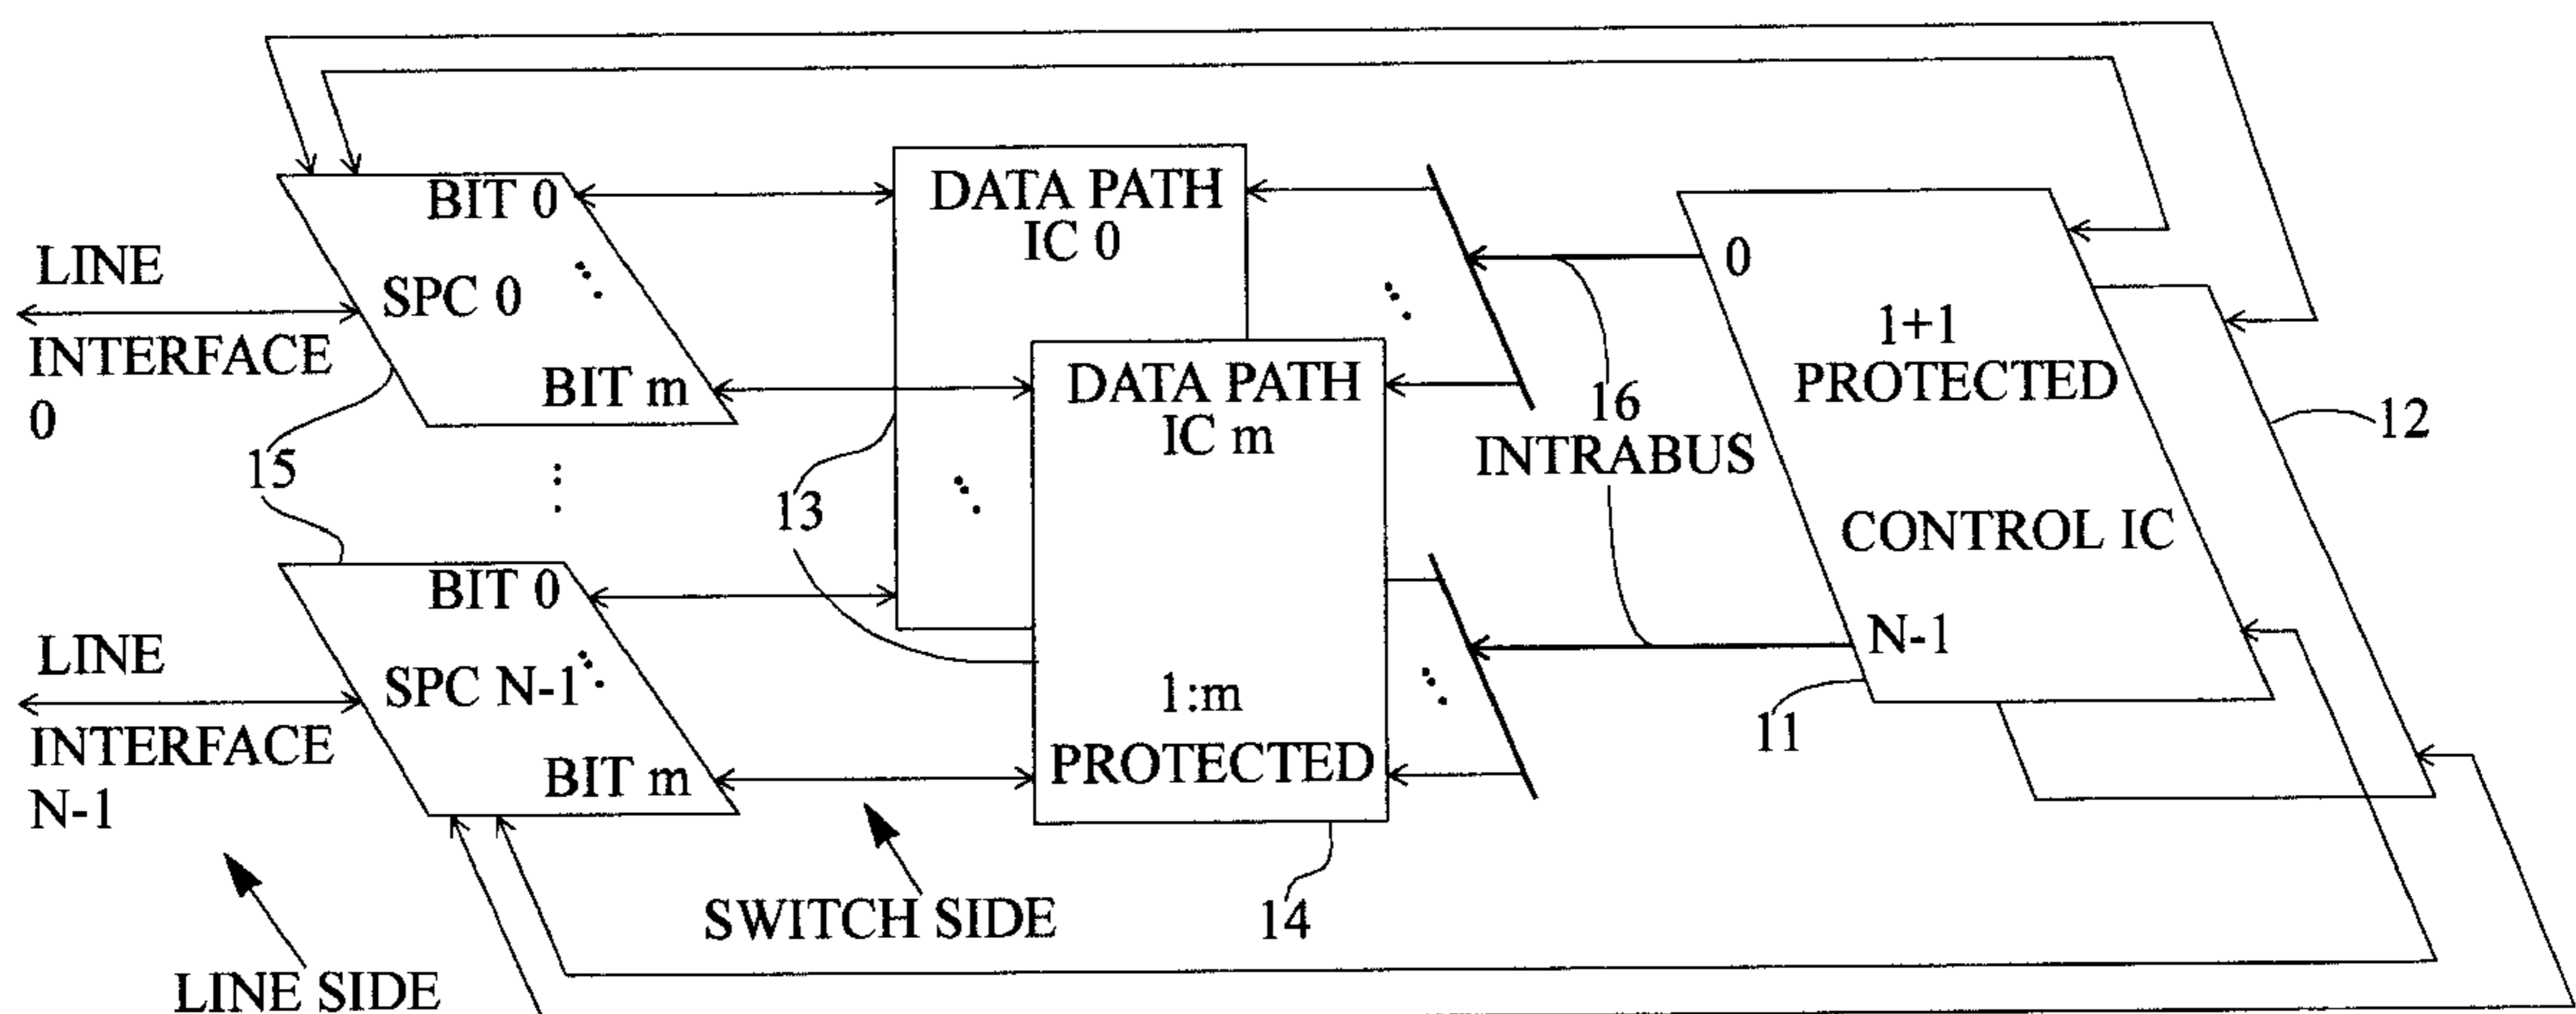 BIT 0
SPC 0
BIT m
LINE
INTERFACE
0
15
BIT 0
SPC N-1
BIT m
LINE
INTERFACE
N-1
LINE SIDE
SWITCH SIDE
13
DATA PATH
IC 0
DATA PATH
IC m
1:m
PROTECTED
14
16
INTRABUS
0
1+1
PROTECTED
CONTROL IC
N-1
11
12